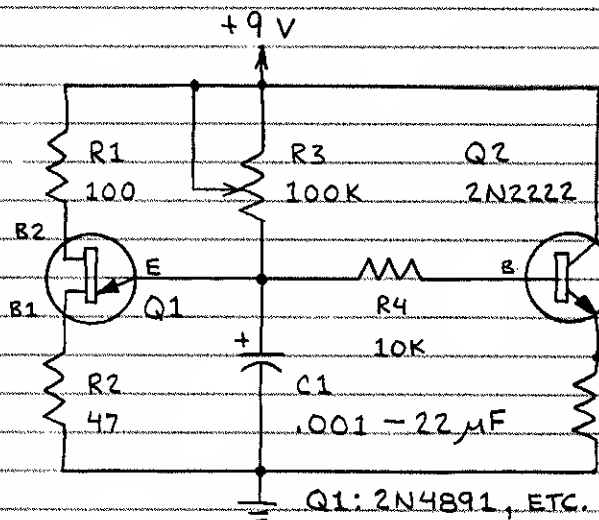 +9 V
R1
100
R3
100K
Q2
2N2222
B2
E
B
B1
Q1
R4
10K
+
R2
47
C1
.001 - 22 µF
Q1: 2N4891, ETC.